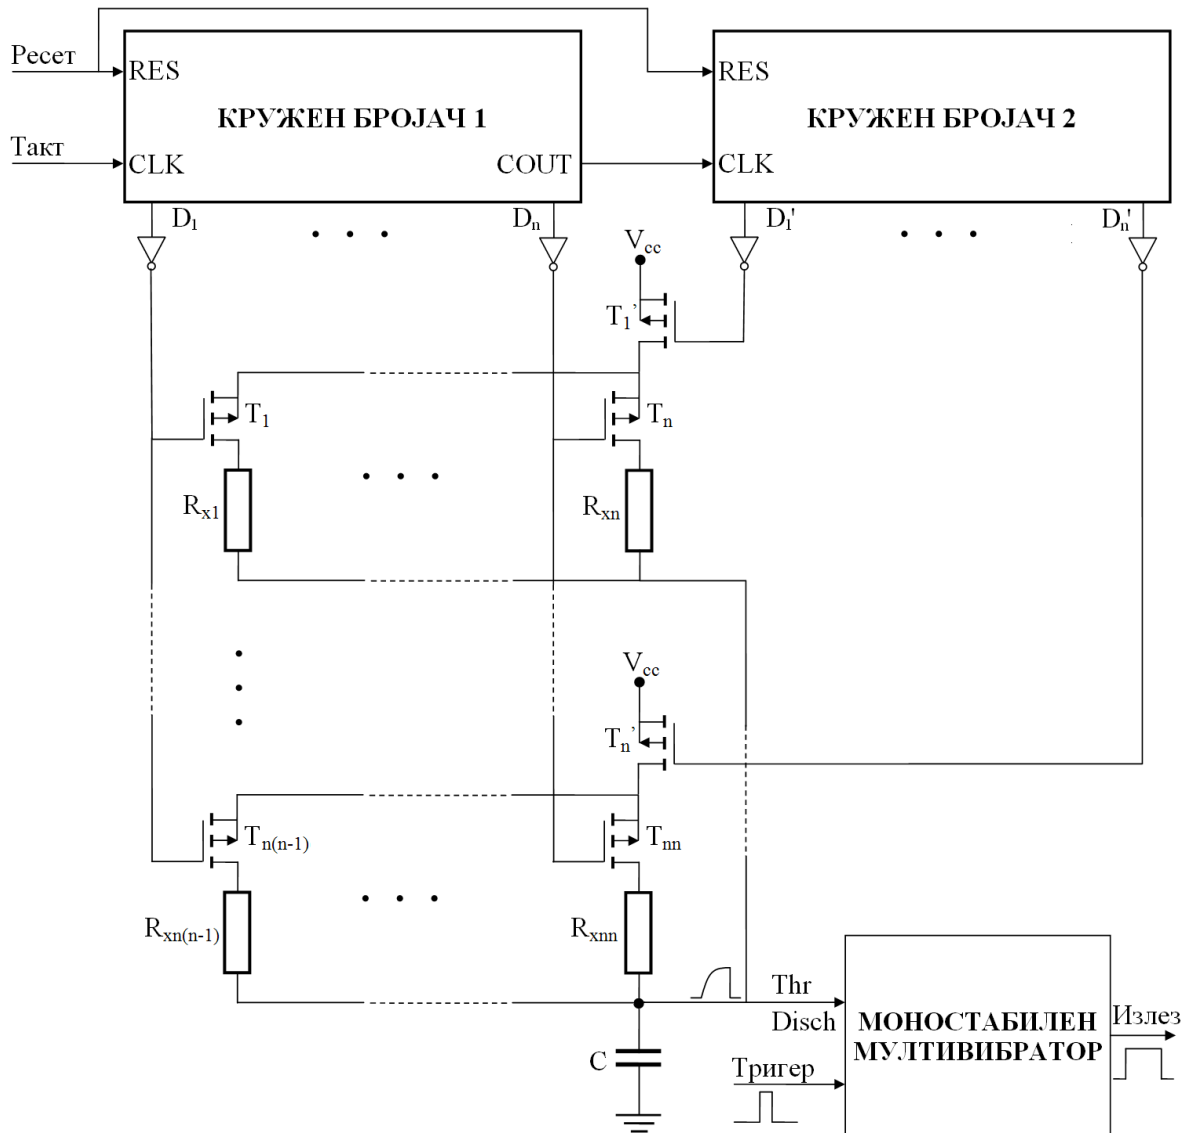 Ресет
RES
КРУЖЕН БРОЈАЧ 1
Такт
CLK
COUT
RES
КРУЖЕН БРОЈАЧ 2
CLK
D1
Dn
D1'
Dn'
Vcc
T1’
T1
Tn
Rx1
Rxn
Vcc
Tn’
Tn(n-1)
Tnn
Rxn(n-1)
Rxnn
Thr
Disch
C
Тригер
МОНОСТАБИЛЕН
МУЛТИВИБРАТОР
Излез